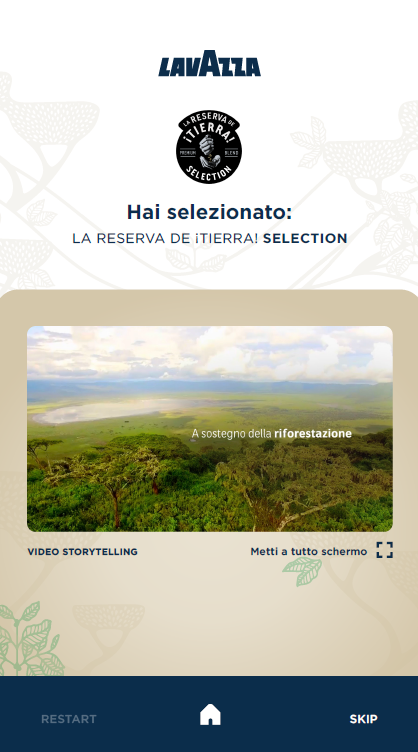 LAVAZZA
LA RESERVA DE
¡TIERRA!
PREMIUM BLEND
SELECTION
Hai selezionato:
LA RESERVA DE ¡TIERRA! SELECTION
A sostegno della riforestazione
VIDEO STORYTELLING
Metti a tutto schermo
RESTART
SKIP